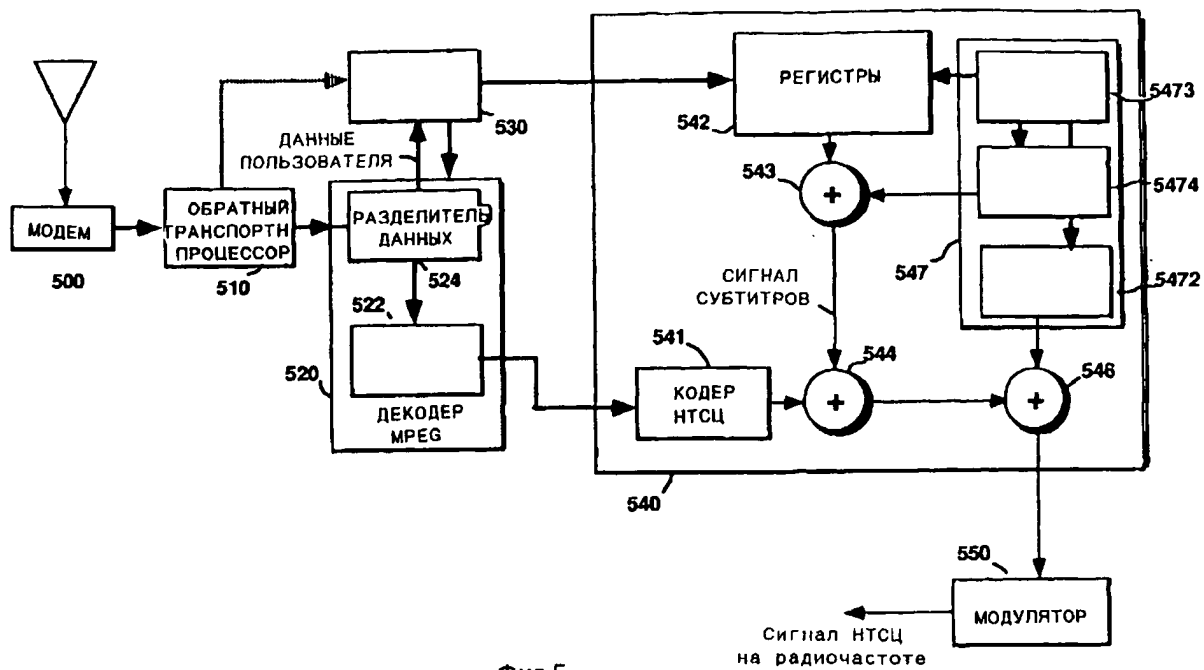 РЕГИСТРЫ
5473
530
542
ДАННЫЕ
ПОЛЬЗОВАТЕЛЯ
543
+
5474
МОДЕМ
ОБРАТНЫЙ
ТРАНСПОРТН
ПРОЦЕССОР
РАЗДЕЛИТЕЛЬ
ДАННЫХ
500
510
524
547
5472
СИГНАЛ
СУБТИТРОВ
522
541
544
546
520
КОДЕР
НТСЦ
+
+
ДЕКОДЕР
MPEG
540
550
МОДУЛЯТОР
Сигнал НТСЦ
на радиочастоте